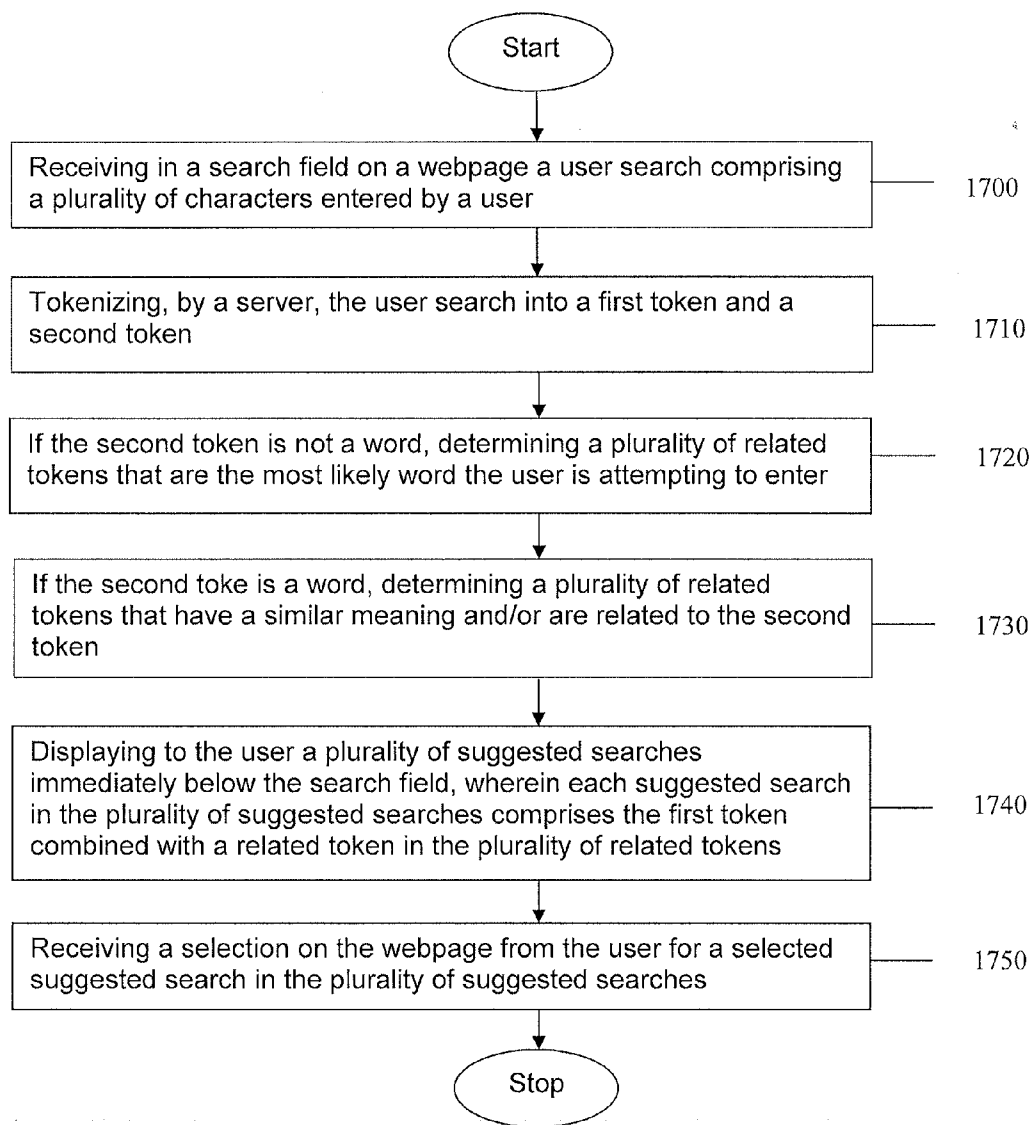 Start
Receiving in a search field on a webpage a user search comprising
a plurality of characters entered by a user
1700
Tokenizing, by a server, the user search into a first token and a
second token
1710
If the second token is not a word, determining a plurality of related
tokens that are the most likely word the user is attempting to enter
1720
If the second toke is a word, determining a plurality of related
tokens that have a similar meaning and/or are related to the second
token
1730
Displaying to the user a plurality of suggested searches
immediately below the search field, wherein each suggested search
in the plurality of suggested searches comprises the first token
combined with a related token in the plurality of related tokens
1740
Receiving a selection on the webpage from the user for a selected
suggested search in the plurality of suggested searches
1750
Stop